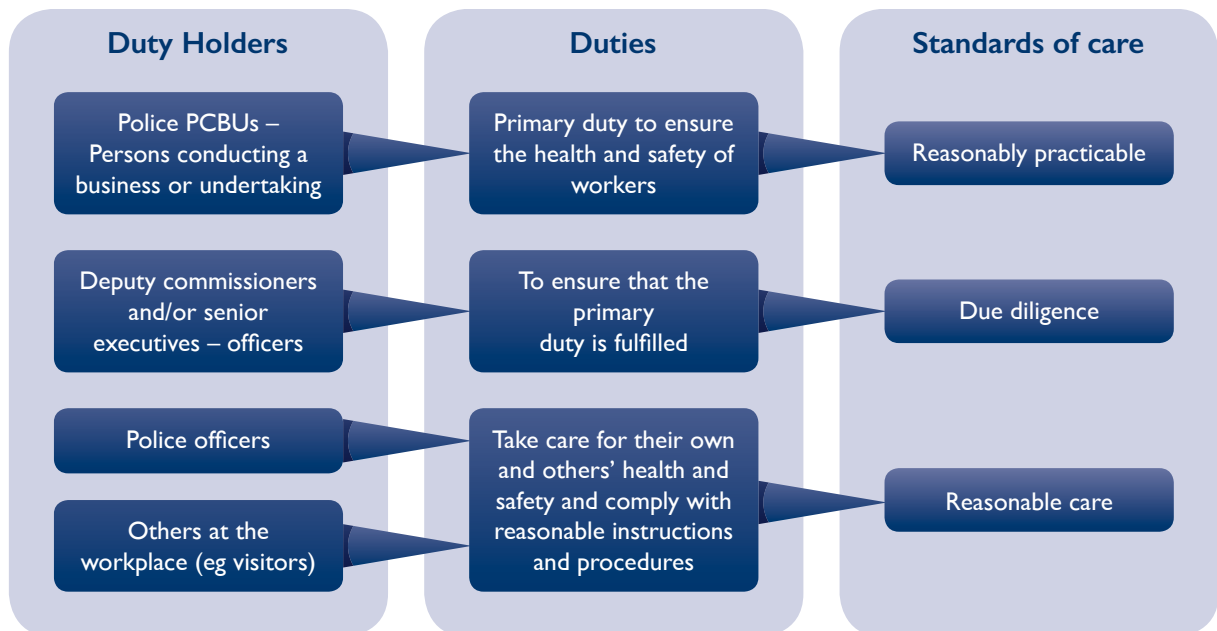 Duty Holders
Police PCBUs –
Persons conducting a
business or undertaking
Deputy commissioners
and/or senior
executives – officers
Police officers
Others at the
workplace (eg visitors)
Duties
Primary duty to ensure
the health and safety of
workers
To ensure that the
primary
duty is fulfilled
Take care for their own
and others’ health and
safety and comply with
reasonable instructions
and procedures
Standards of care
Reasonably practicable
Due diligence
Reasonable care